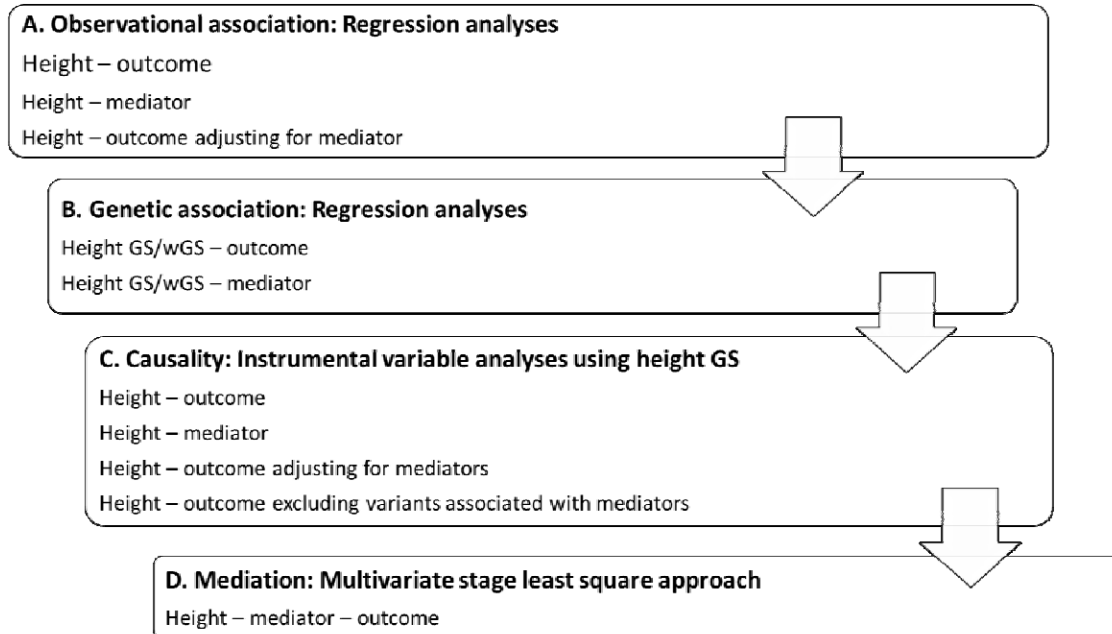 A. Observational association: Regression analyses
Height – outcome
Height – mediator
Height – outcome adjusting for mediator
B. Genetic association: Regression analyses
Height GS/wGS – outcome
Height GS/wGS – mediator
C. Causality: Instrumental variable analyses using height GS
Height – outcome
Height – mediator
Height – outcome adjusting for mediators
Height – outcome excluding variants associated with mediators
D. Mediation: Multivariate stage least square approach
Height – mediator – outcome